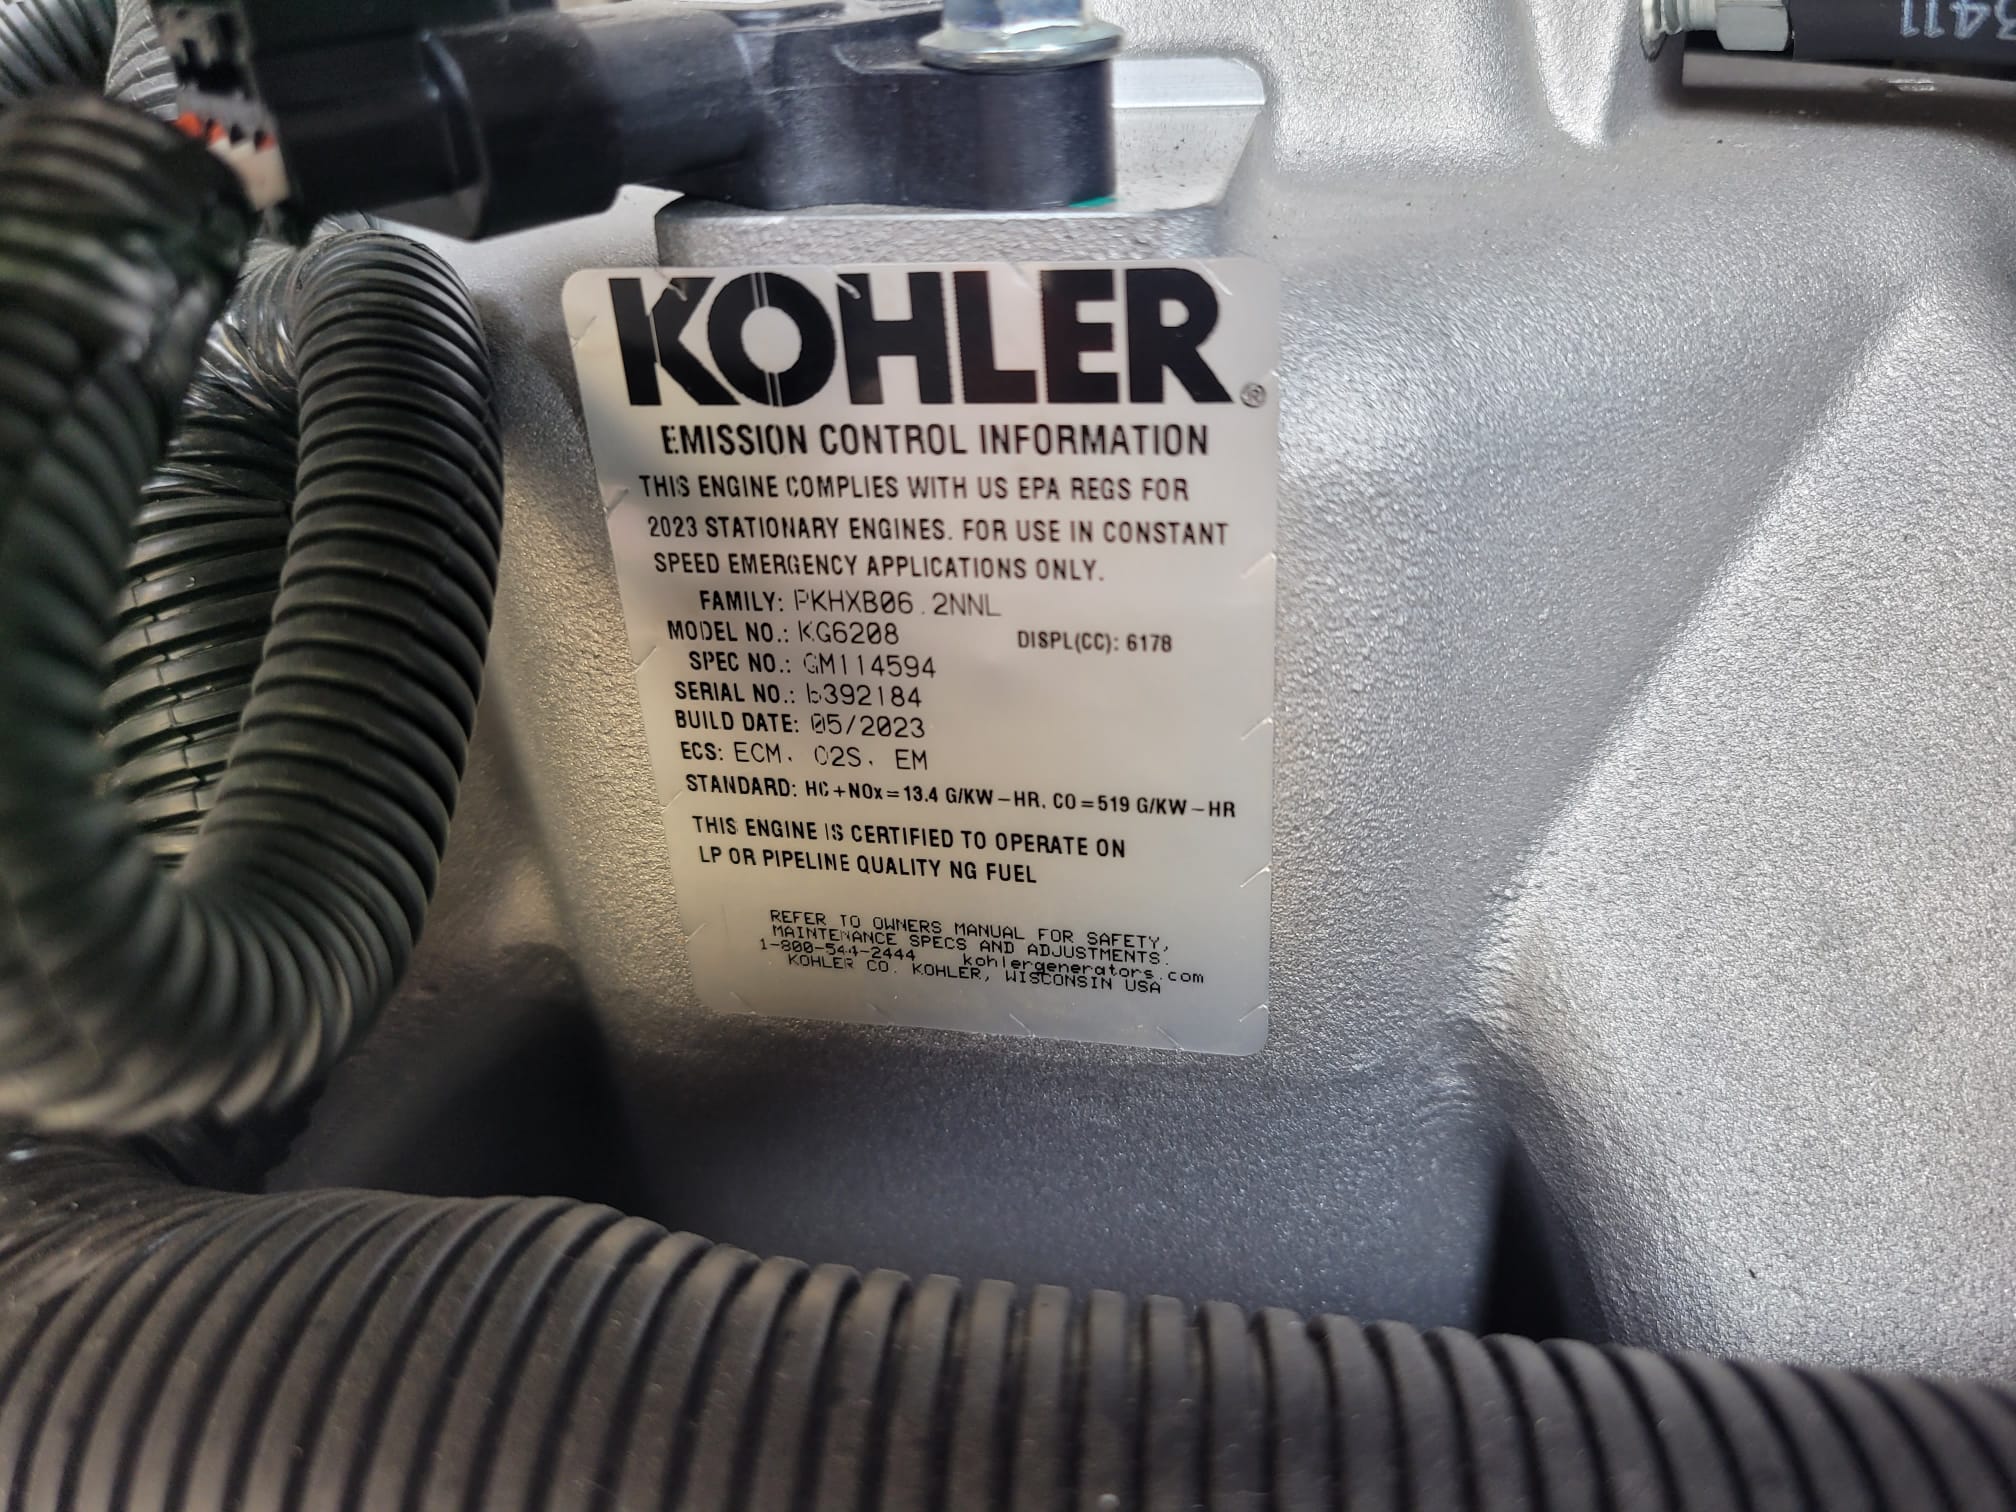 3411
KOHLER®
EMISSION CONTROL INFORMATION
THIS ENGINE COMPLIES WITH US EPA REGS FOR
2023 STATIONARY ENGINES. FOR USE IN CONSTANT
SPEED EMERGENCY APPLICATIONS ONLY.
FAMILY: PKHXB06.2NNL
MODEL NO.: KG6208 DISPL(CC): 6178
SPEC NO.: GM114594
SERIAL NO.:
BUILD DATE: 05/2023
ECS: ECM, O2S, EM
STANDARD: HC+NOx=13.4 G/KW-HR, CO=519 G/KW-HR
THIS ENGINE IS CERTIFIED TO OPERATE ON
LP OR PIPELINE QUALITY NG FUEL
REFER TO OWNERS MANUAL FOR SAFETY,
MAINTENANCE SPECS AND ADJUSTMENTS.
1-800-544-2444 kohlergenerators.com
KOHLER CO. KOHLER, WISCONSIN USA